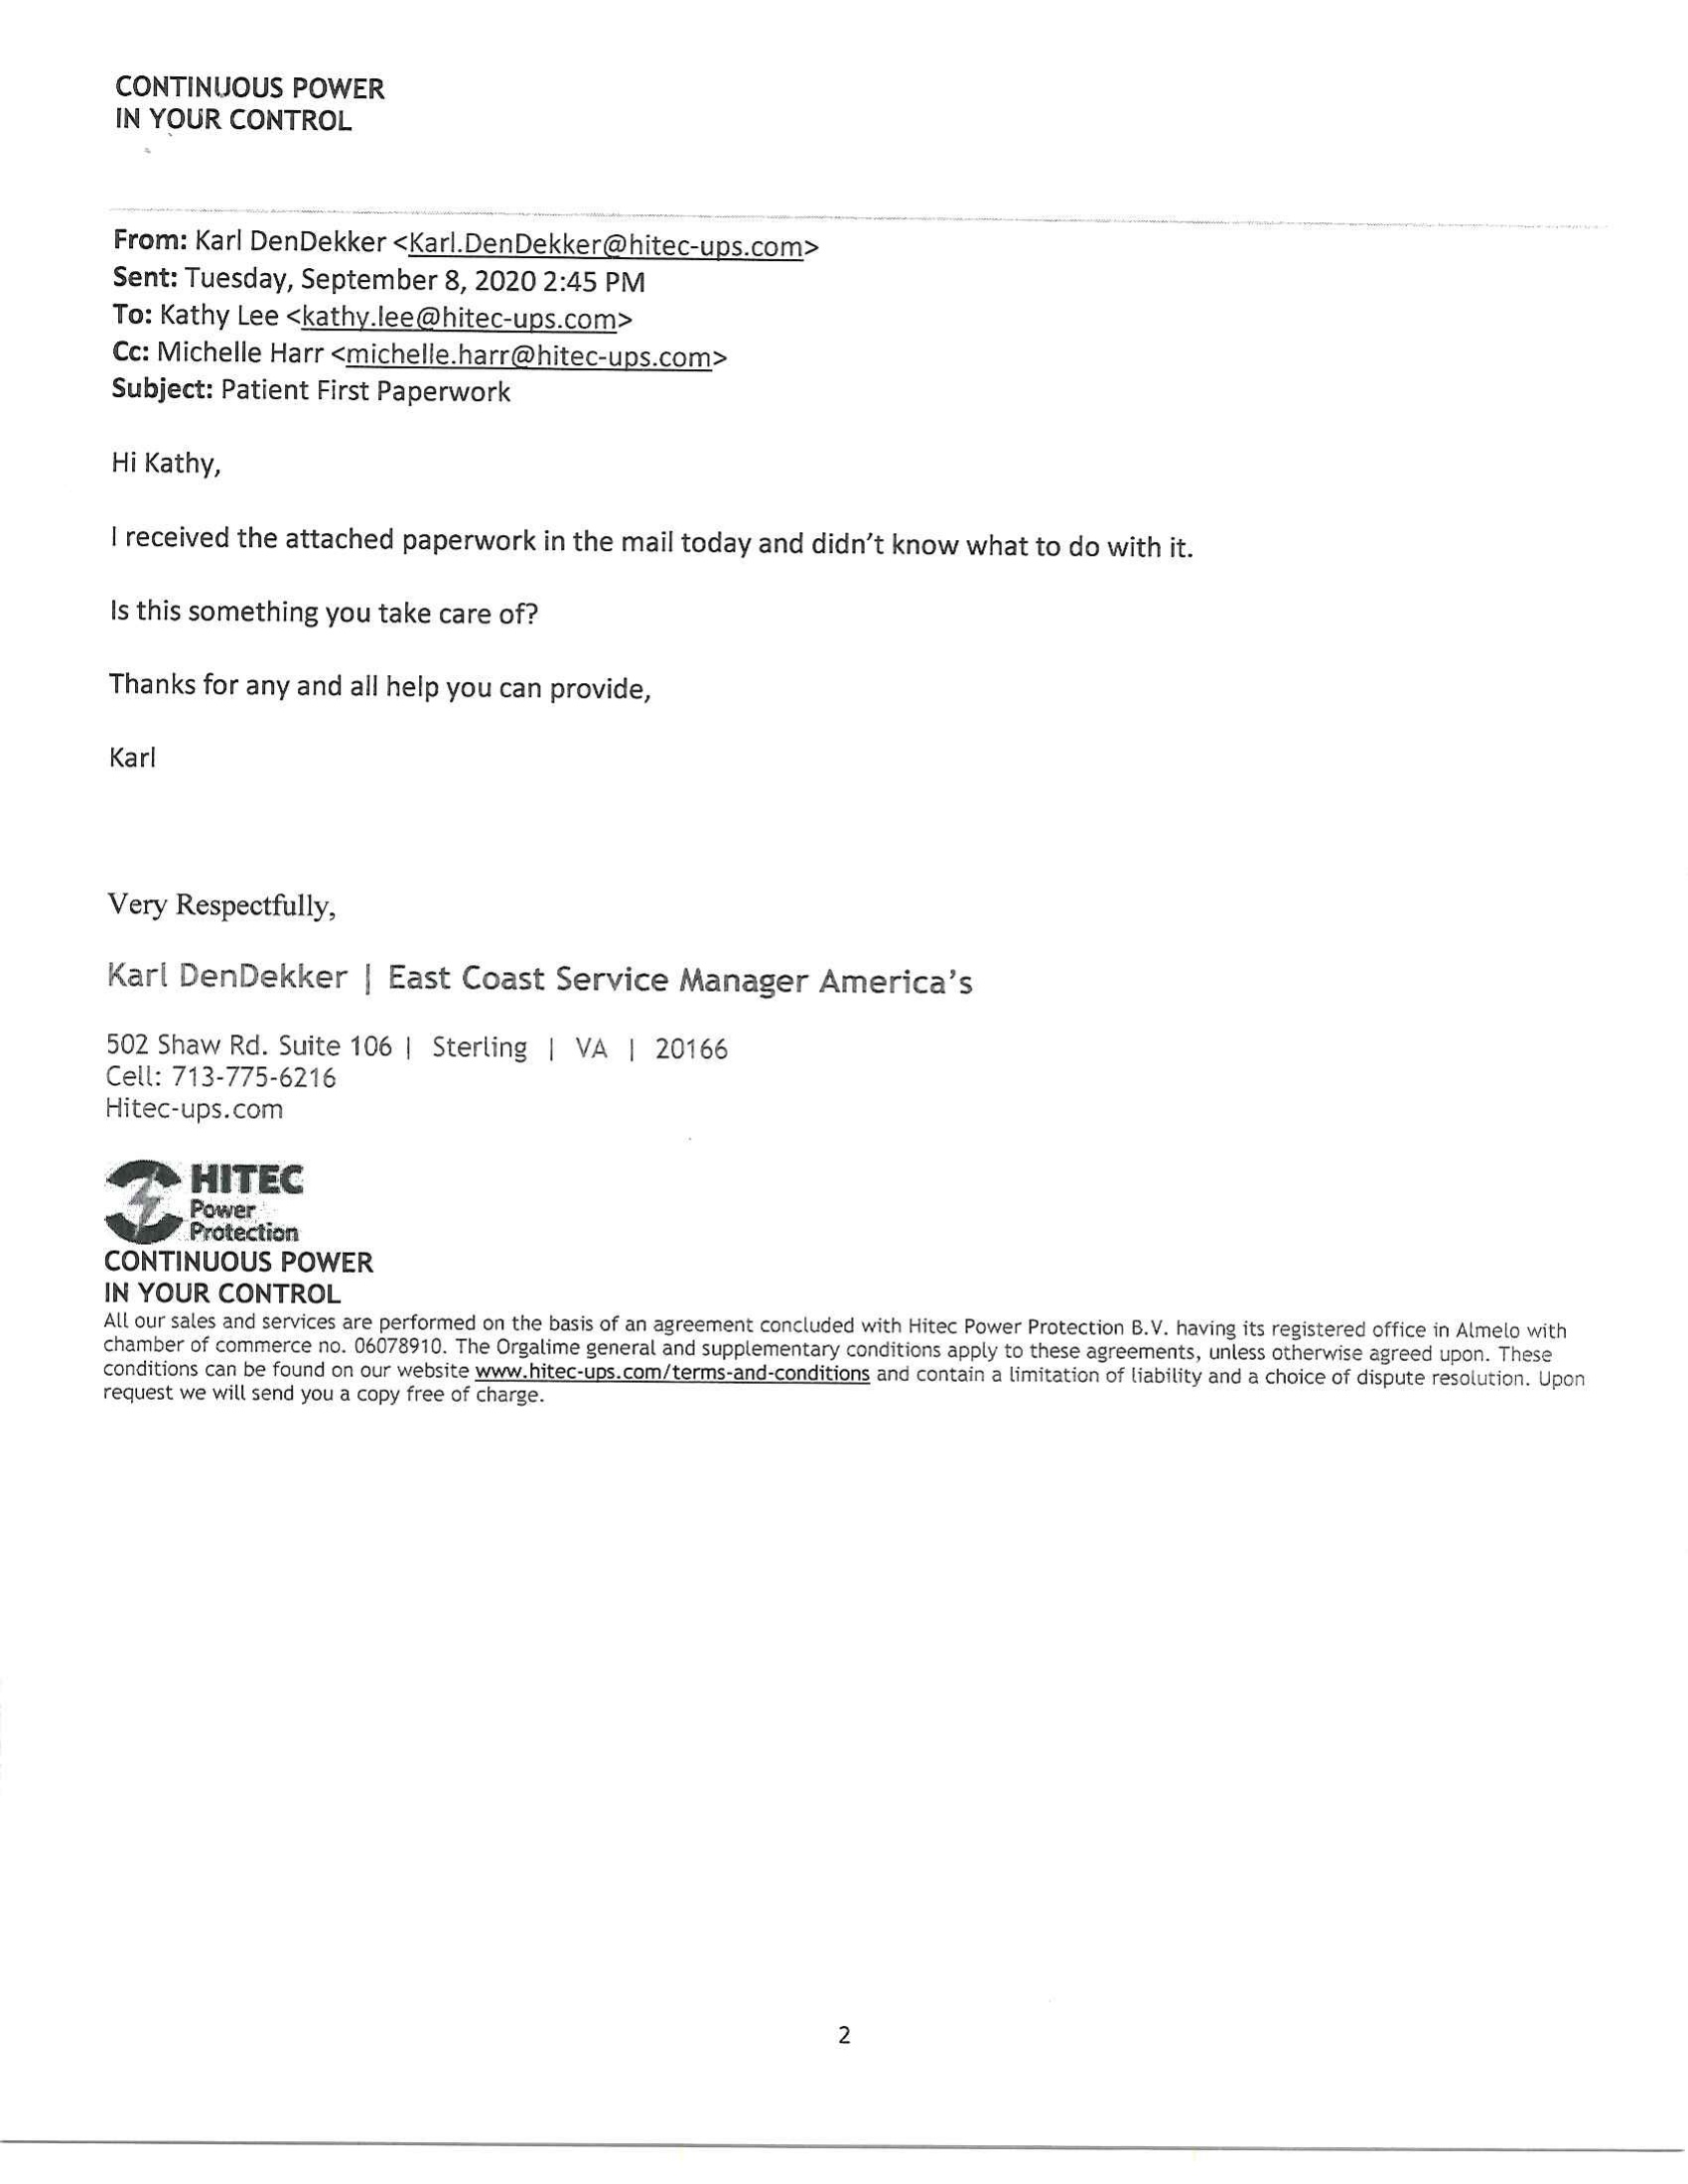 CONTINUOUS POWER
IN YOUR CONTROL
From: Karl DenDekker <Karl.DenDekker@hitec-ups.com>
Sent: Tuesday, September 8, 2020 2:45 PM
To: Kathy Lee <kathy.lee@hitec-ups.com>
Cc: Michelle Harr <michelle.harr@hitec-ups.com>
Subject: Patient First Paperwork
Hi Kathy,
I received the attached paperwork in the mail today and didn't know what to do with it.
Is this something you take care of?
Thanks for any and all help you can provide,
Karl
Very Respectfully,
Karl DenDekker | East Coast Service Manager America's
502 Shaw Rd. Suite 106 | Sterling | VA | 20166
Cell: 713-775-6216
Hitec-ups.com
HITEC
Power
Protection
CONTINUOUS POWER
IN YOUR CONTROL
All our sales and services are performed on the basis of an agreement concluded with Hitec Power Protection B.V. having its registered office in Almelo with
chamber of commerce no. 06078910. The Orgalime general and supplementary conditions apply to these agreements, unless otherwise agreed upon. These
conditions can be found on our website www.hitec-ups.com/terms-and-conditions and contain a limitation of liability and a choice of dispute resolution. Upon
request we will send you a copy free of charge.
2